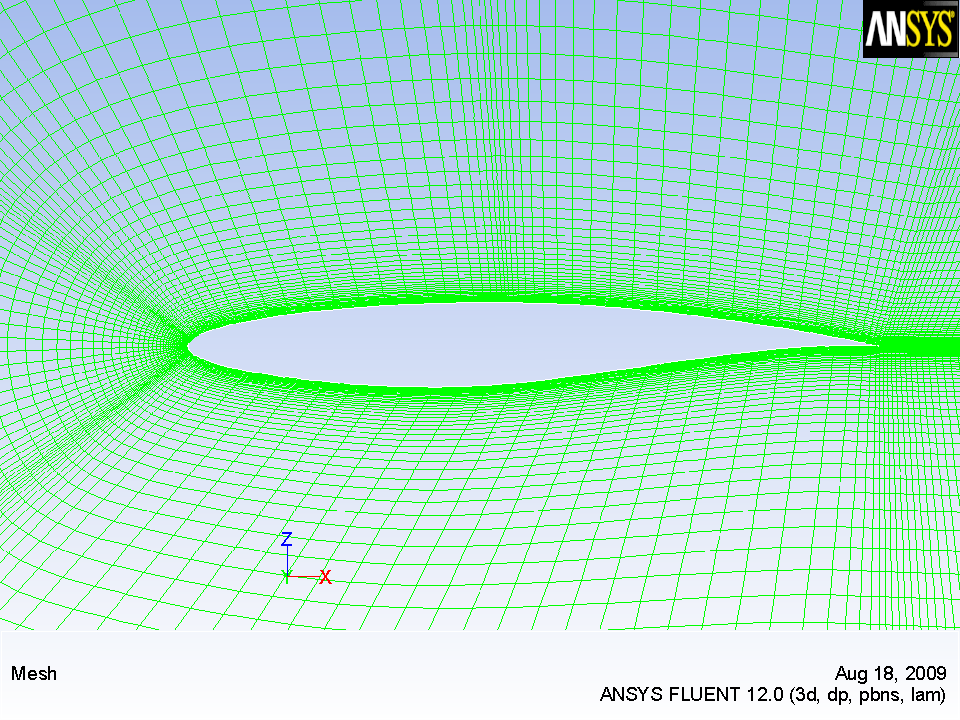 ANSYS
Z
Y X
Mesh
Aug 18, 2009
ANSYS FLUENT 12.0 (3d, dp, pbns, lam)